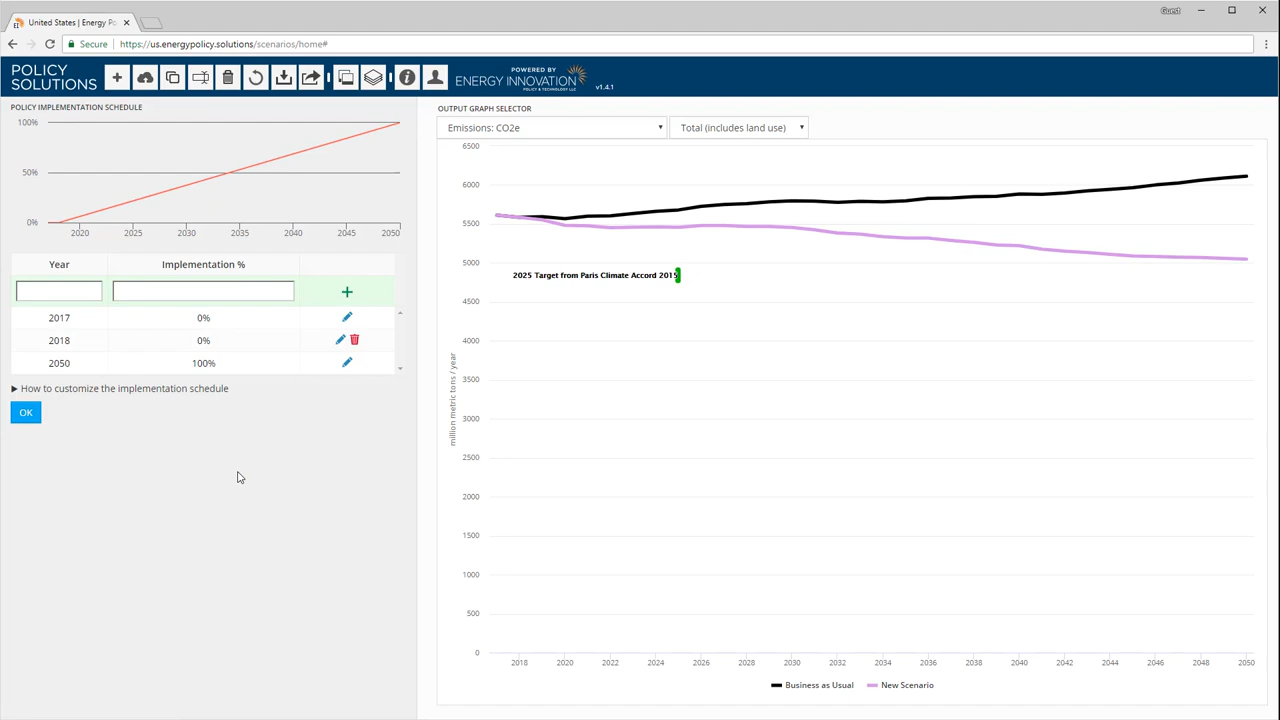 Guest
United States | Energy Po
Secure
https://us.energypolicy.solutions/scenarios/home#
POLICY
SOLUTIONS
POWERED BY
ENERGY INNOVATION
POLICY & TECHNOLOGY LLC
v1.4.1
POLICY IMPLEMENTATION SCHEDULE
100%
50%
0%
2020 2025 2030 2035 2040 2045 2050
Year Implementation %
2017 0%
2018 0%
2050 100%
How to customize the implementation schedule
OK
OUTPUT GRAPH SELECTOR
Emissions: CO2e
Total (includes land use)
6500
6000
5500
5000
4500
4000
3500
3000
2500
2000
1500
1000
500
0
million metric tons / year
2025 Target from Paris Climate Accord 2015
2018 2020 2022 2024 2026 2028 2030 2032 2034 2036 2038 2040 2042 2044 2046 2048 2050
Business as Usual New Scenario